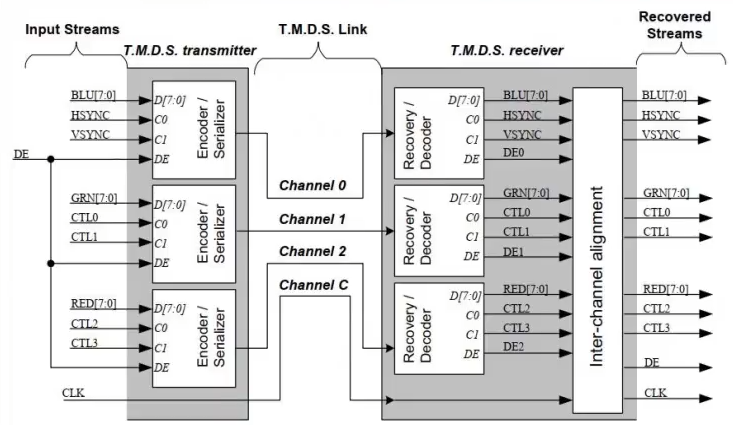 Input Streams
T.M.D.S. transmitter
T.M.D.S. Link
T.M.D.S. receiver
Recovered
Streams
BLU[7:0]
HSYNC
VSYNC
DE
D[7:0]
C0
C1
DE
Encoder /
Serializer
GRN[7:0]
CTL0
CTL1
D[7:0]
C0
C1
DE
Encoder /
Serializer
RED[7:0]
CTL2
CTL3
D[7:0]
C0
C1
DE
Encoder /
Serializer
CLK
Channel 0
Channel 1
Channel 2
Channel C
Recovery /
Decoder
D[7:0]
C0
C1
DE
BLU[7:0]
HSYNC
VSYNC
DE0
Recovery /
Decoder
D[7:0]
C0
C1
DE
GRN[7:0]
CTL0
CTL1
DE1
Recovery /
Decoder
D[7:0]
C0
C1
DE
RED[7:0]
CTL2
CTL3
DE2
Inter-channel alignment
BLU[7:0]
HSYNC
VSYNC
GRN[7:0]
CTL0
CTL1
RED[7:0]
CTL2
CTL3
DE
CLK